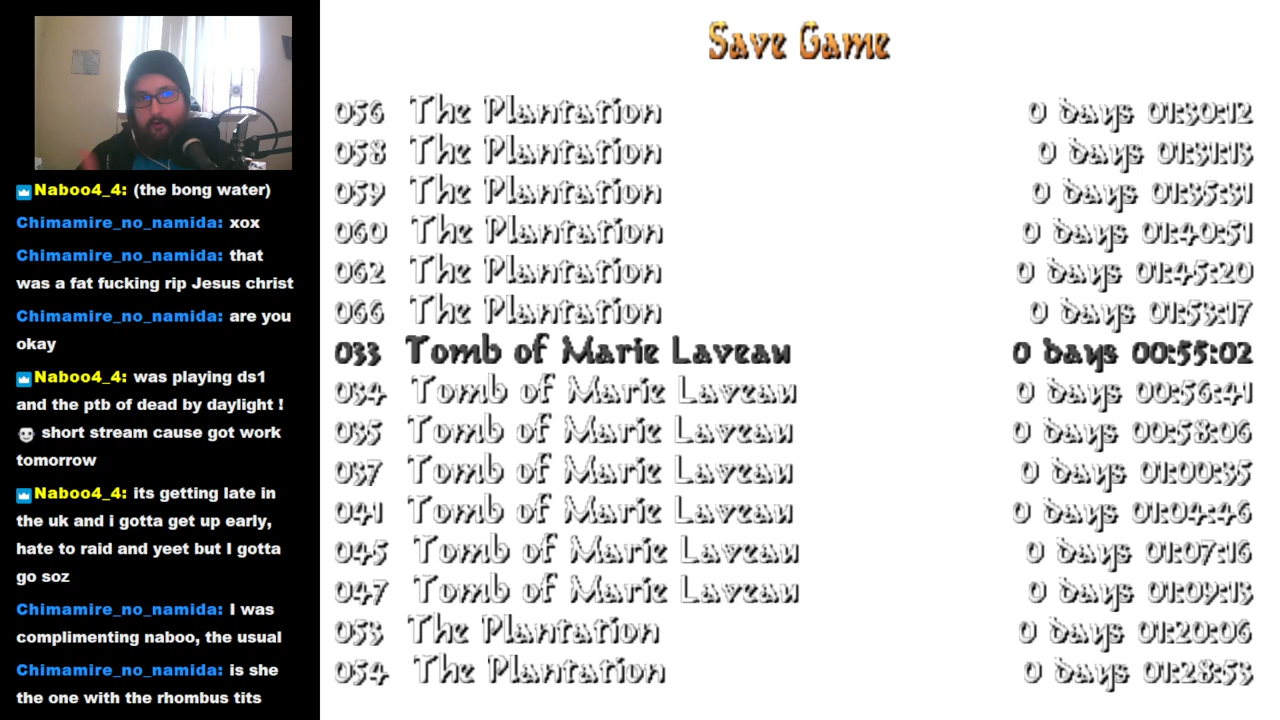 Naboo4_4: (the bong water)
Chimamire_no_namida: xox
Chimamire_no_namida: that
was a fat fucking rip Jesus christ
Chimamire_no_namida: are you
okay
Naboo4_4: was playing ds1
and the ptb of dead by daylight !
short stream cause got work
tomorrow
Naboo4_4: its getting late in
the uk and i gotta get up early,
hate to raid and yeet but I gotta
go soz
Chimamire_no_namida: I was
complimenting naboo, the usual
Chimamire_no_namida: is she
the one with the rhombus tits
Save Game
056 The Plantation 0 days 01:30:12
058 The Plantation 0 days 01:31:13
059 The Plantation 0 days 01:35:31
060 The Plantation 0 days 01:40:51
062 The Plantation 0 days 01:45:20
066 The Plantation 0 days 01:53:17
033 Tomb of Marie Laveau 0 days 00:55:02
034 Tomb of Marie Laveau 0 days 00:56:41
035 Tomb of Marie Laveau 0 days 00:58:06
037 Tomb of Marie Laveau 0 days 01:00:35
041 Tomb of Marie Laveau 0 days 01:04:46
045 Tomb of Marie Laveau 0 days 01:07:16
047 Tomb of Marie Laveau 0 days 01:09:13
053 The Plantation 0 days 01:20:06
054 The Plantation 0 days 01:28:53